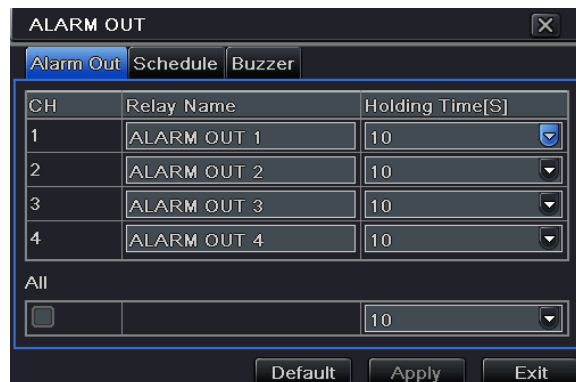 ALARM OUT
Alarm Out Schedule Buzzer
CH Relay Name Holding Time[S]
1 ALARM OUT 1 10
2 ALARM OUT 2 10
3 ALARM OUT 3 10
4 ALARM OUT 4 10
All
10
Default Apply Exit